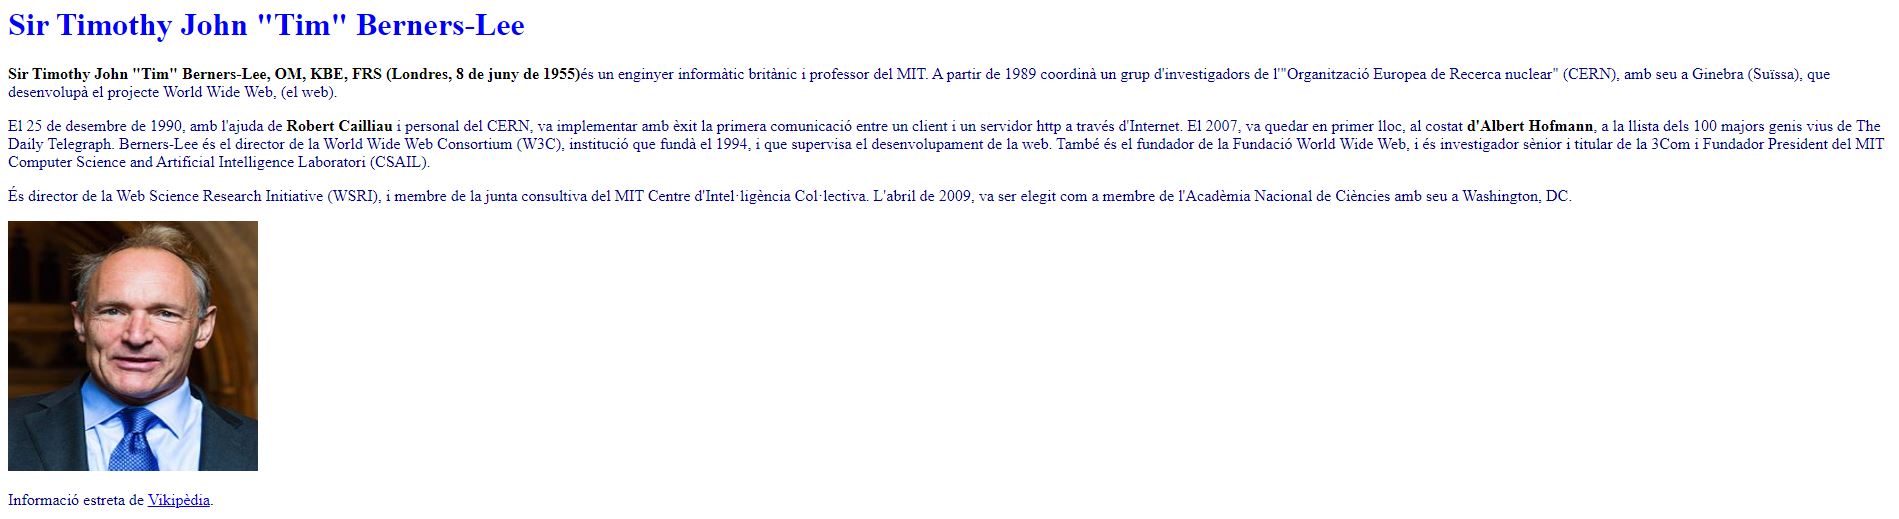 Sir Timothy John "Tim" Berners-Lee
Sir Timothy John "Tim" Berners-Lee, OM, KBE, FRS (Londres, 8 de juny de 1955)és un enginyer informàtic britànic i professor del MIT. A partir de 1989 coordinà un grup d'investigadors de l'"Organització Europea de Recerca nuclear" (CERN), amb seu a Ginebra (Suïssa), que
desenvolupà el projecte World Wide Web, (el web).
El 25 de desembre de 1990, amb l'ajuda de Robert Cailliau i personal del CERN, va implementar amb èxit la primera comunicació entre un client i un servidor http a través d'Internet. El 2007, va quedar en primer lloc, al costat d'Albert Hofmann, a la llista dels 100 majors genis vius de The
Daily Telegraph. Berners-Lee és el director de la World Wide Web Consortium (W3C), institució que fundà el 1994, i que supervisa el desenvolupament de la web. També és el fundador de la Fundació World Wide Web, i és investigador sènior i titular de la 3Com i Fundador President del MIT
Computer Science and Artificial Intelligence Laboratori (CSAIL).
És director de la Web Science Research Initiative (WSRI), i membre de la junta consultiva del MIT Centre d'Intel·ligència Col·lectiva. L'abril de 2009, va ser elegit com a membre de l'Acadèmia Nacional de Ciències amb seu a Washington, DC.
Informació estreta de Vikipèdia.